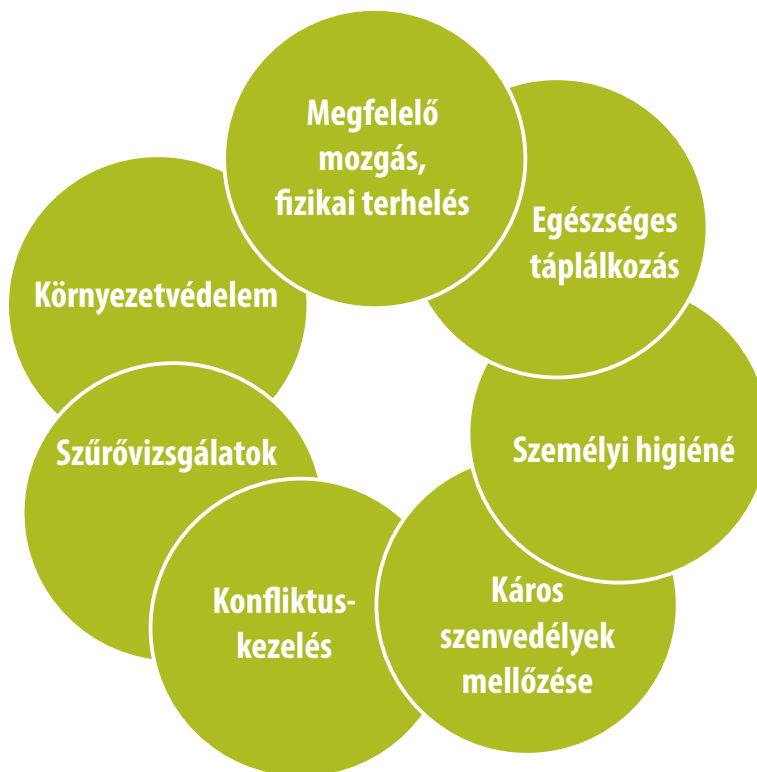 Megfelelő
mozgás,
fizikai terhelés
Egészséges
táplálkozás
Személyi higiéné
Káros
szenvedélyek
mellőzése
Konfliktus-
kezelés
Szűrővizsgálatok
Környezetvédelem